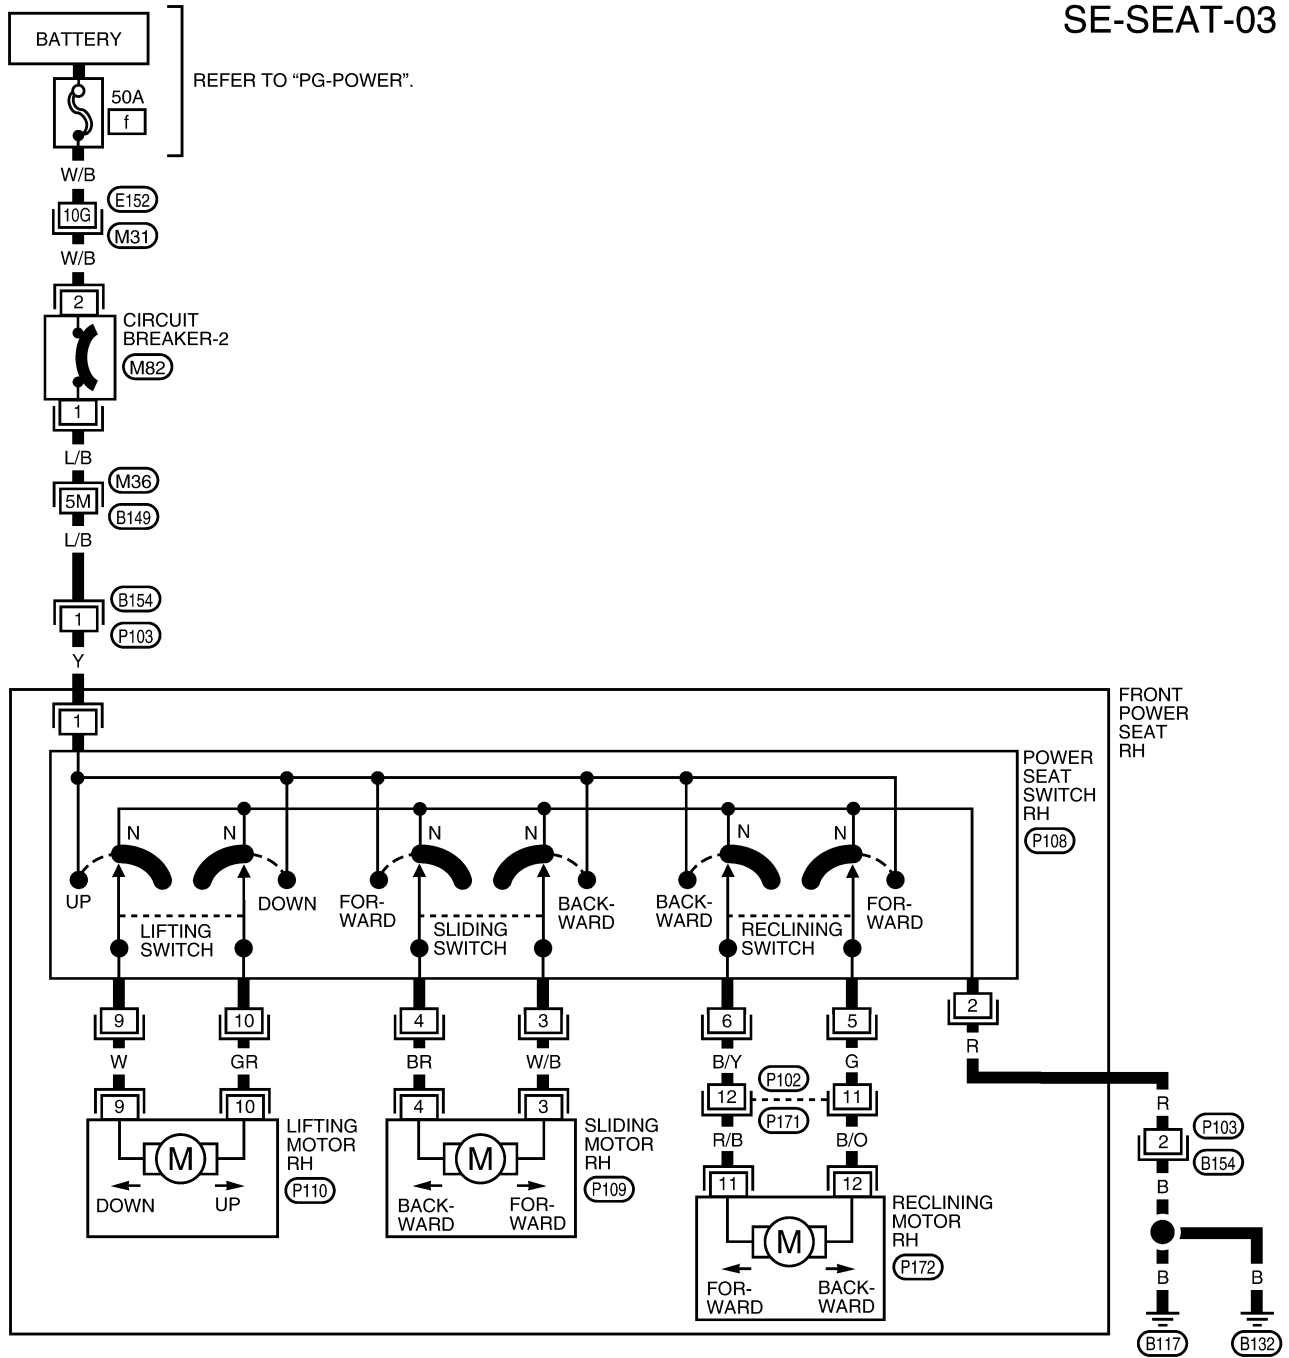 SE-SEAT-03
BATTERY
REFER TO “PG-POWER”.
50A
f
W/B
E152
10G
M31
W/B
2
CIRCUIT
BREAKER-2
M82
1
L/B
M36
5M
B149
L/B
B154
1
P103
Y
FRONT
POWER
SEAT
RH
1
POWER
SEAT
SWITCH
RH
P108
N N N N N N
UP
DOWN
FOR-
WARD
BACK-
WARD
BACK-
WARD
FOR-
WARD
LIFTING
SWITCH
SLIDING
SWITCH
RECLINING
SWITCH
9 10 4 3 6 5 2
W GR BR W/B B/Y G R
9 10 4 3 12 11
P102
P171
R/B B/O
LIFTING
MOTOR
RH
P110
M
DOWN UP
SLIDING
MOTOR
RH
P109
M
BACK-
WARD
FOR-
WARD
11 12
RECLINING
MOTOR
RH
P172
M
FOR-
WARD
BACK-
WARD
R
P103
2
B154
B
B B
B117 B132